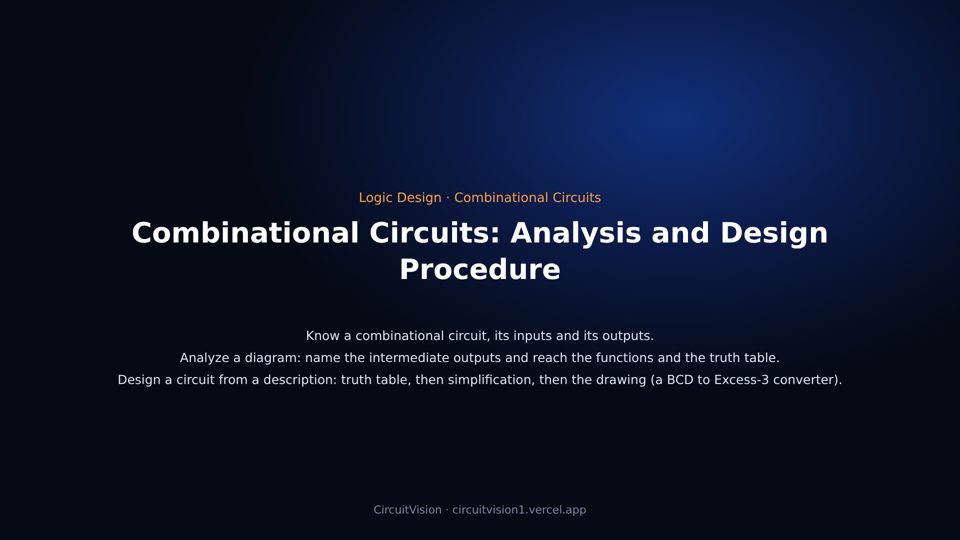 Logic Design · Combinational Circuits
Combinational Circuits: Analysis and Design
Procedure
Know a combinational circuit, its inputs and its outputs.
Analyze a diagram: name the intermediate outputs and reach the functions and the truth table.
Design a circuit from a description: truth table, then simplification, then the drawing (a BCD to Excess-3 converter).
CircuitVision · circuitvision1.vercel.app